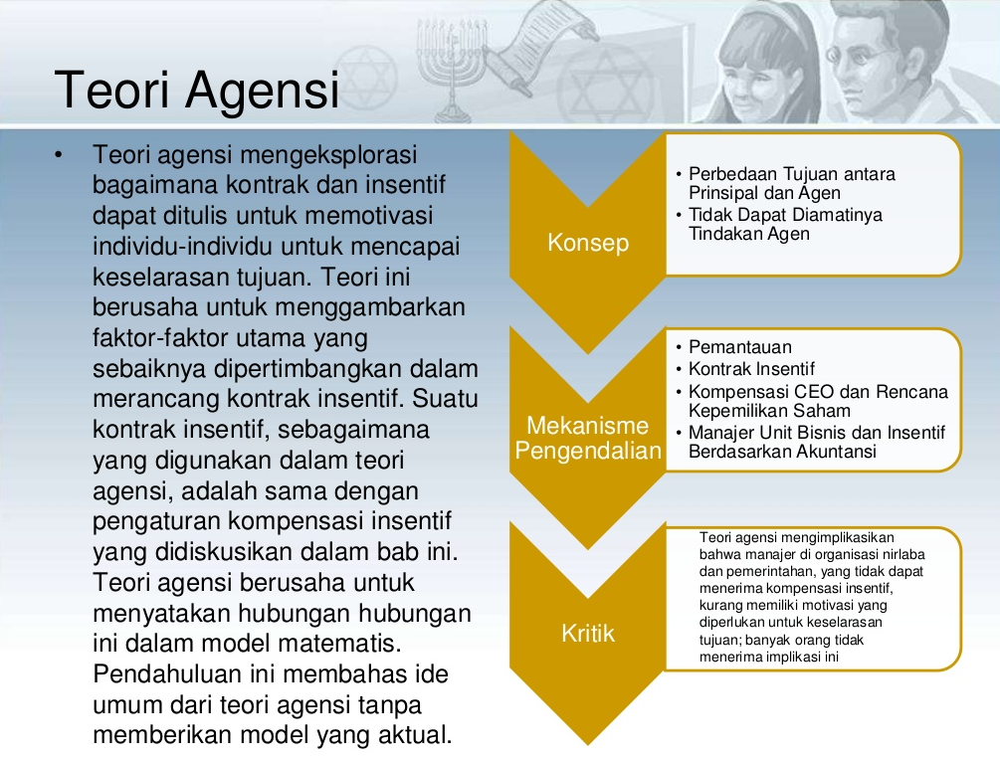 Teori Agensi
• Teori agensi mengeksplorasi
bagaimana kontrak dan insentif
dapat ditulis untuk memotivasi
individu-individu untuk mencapai
keselarasan tujuan. Teori ini
berusaha untuk menggambarkan
faktor-faktor utama yang
sebaiknya dipertimbangkan dalam
merancang kontrak insentif. Suatu
kontrak insentif, sebagaimana
yang digunakan dalam teori
agensi, adalah sama dengan
pengaturan kompensasi insentif
yang didiskusikan dalam bab ini.
Teori agensi berusaha untuk
menyatakan hubungan hubungan
ini dalam model matematis.
Pendahuluan ini membahas ide
umum dari teori agensi tanpa
memberikan model yang aktual.
Konsep
• Perbedaan Tujuan antara
Prinsipal dan Agen
• Tidak Dapat Diamatinya
Tindakan Agen
Mekanisme
Pengendalian
• Pemantauan
• Kontrak Insentif
• Kompensasi CEO dan Rencana
Kepemilikan Saham
• Manajer Unit Bisnis dan Insentif
Berdasarkan Akuntansi
Kritik
Teori agensi mengimplikasikan
bahwa manajer di organisasi nirlaba
dan pemerintahan, yang tidak dapat
menerima kompensasi insentif,
kurang memiliki motivasi yang
diperlukan untuk keselarasan
tujuan; banyak orang tidak
menerima implikasi ini